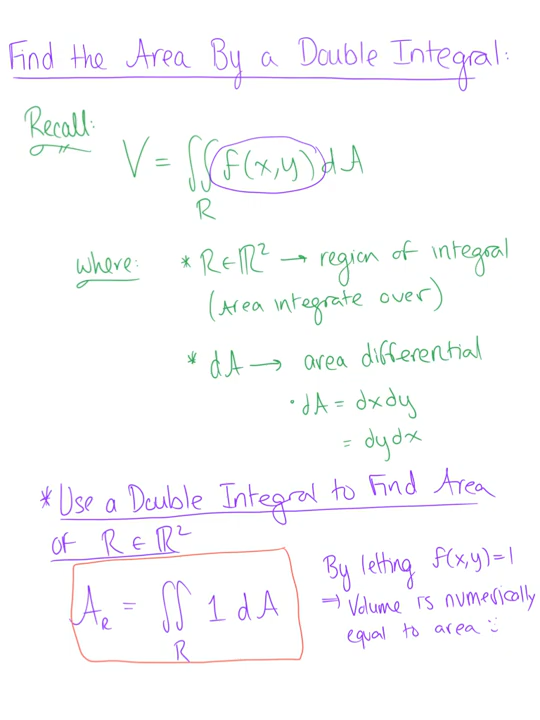 Find the Area By a Double Integral:
Recall:
V = ∬ f(x,y) dA
R
where: * R∈ℝ² → region of integral
(Area integrate over)
* dA → area differential
· dA = dxdy
= dydx
* Use a Double Integral to Find Area
of R ∈ ℝ²
A_R = ∬ 1 dA
R
By letting f(x,y)=1
⇒ Volume is numerically
equal to area :)